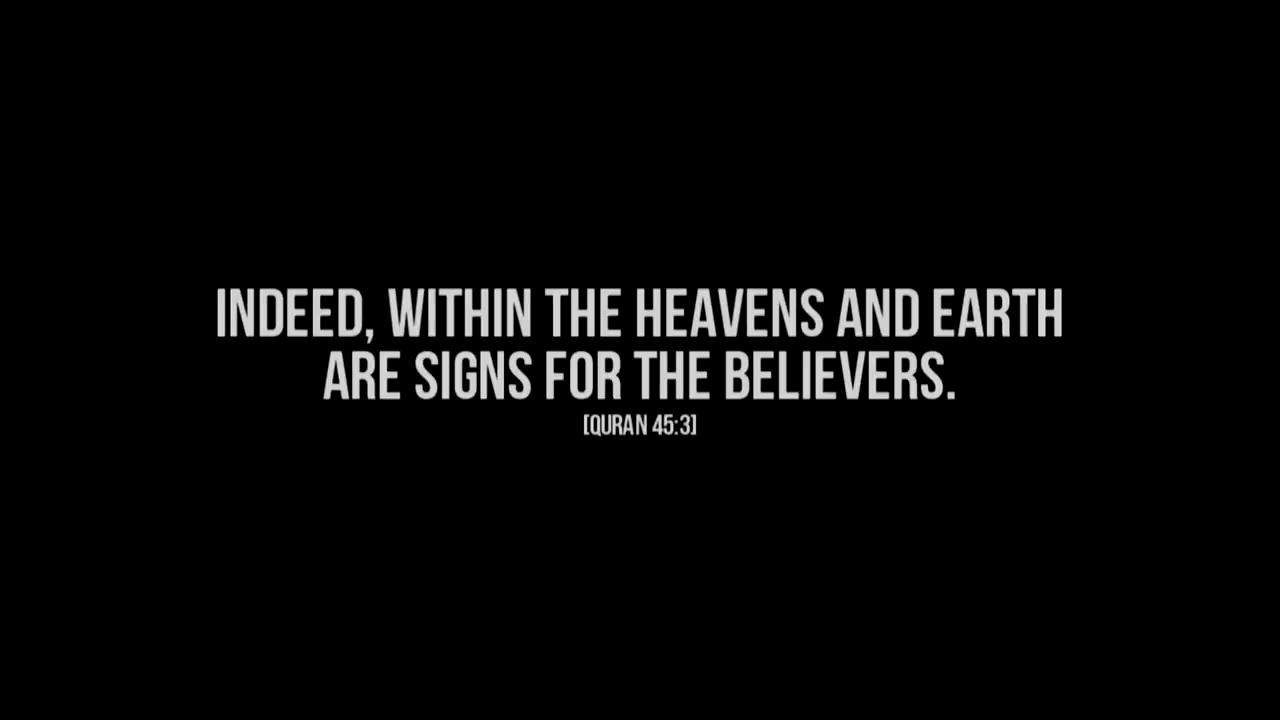 INDEED, WITHIN THE HEAVENS AND EARTH
ARE SIGNS FOR THE BELIEVERS.
[QURAN 45:3]